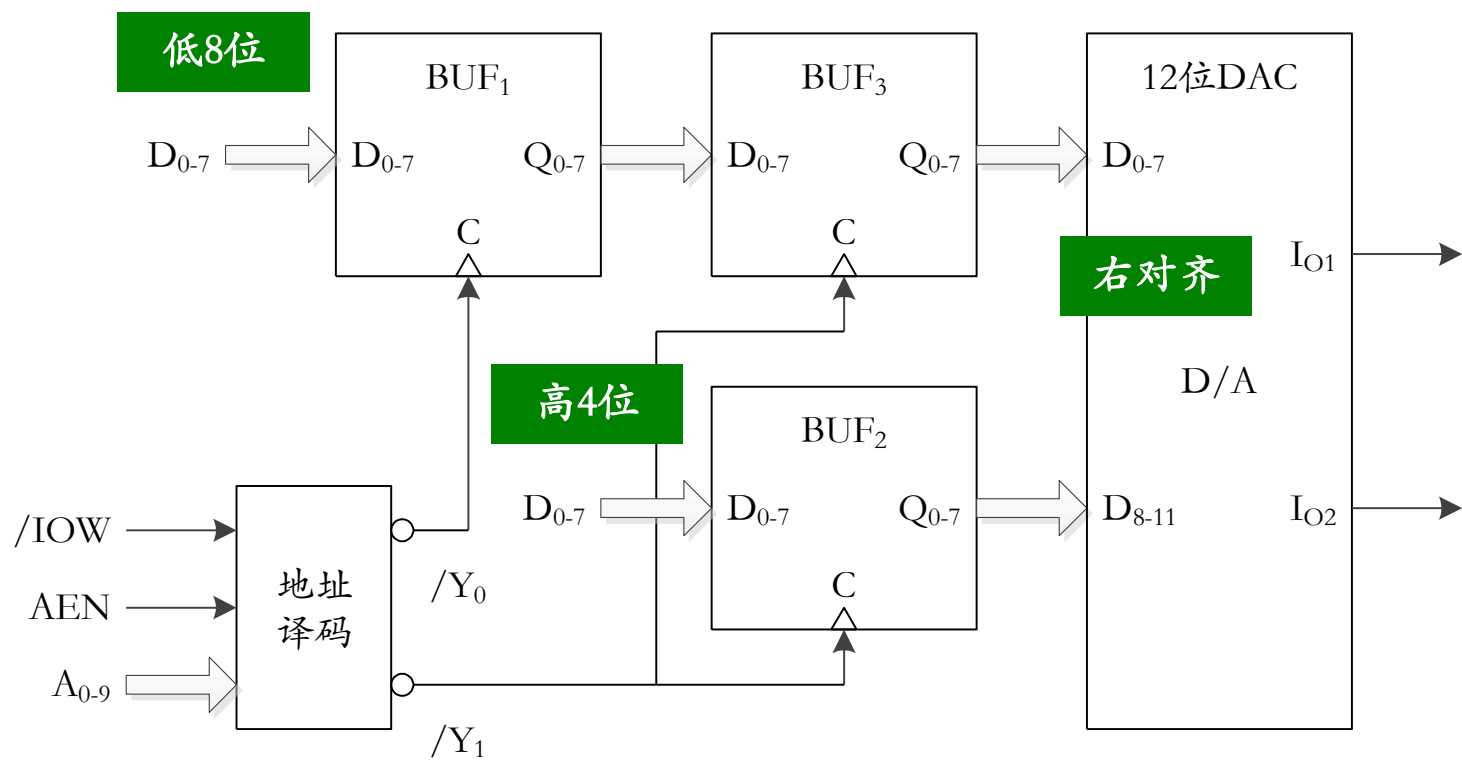 低8位
BUF₁
BUF₃
12位DAC
D₀₋₇
D₀₋₇
Q₀₋₇
D₀₋₇
Q₀₋₇
D₀₋₇
C
C
右对齐
I_O1
高4位
D/A
BUF₂
D₀₋₇
D₀₋₇
Q₀₋₇
D₈₋₁₁
I_O2
/IOW
AEN
A₀₋₉
地址
译码
/Y₀
C
/Y₁